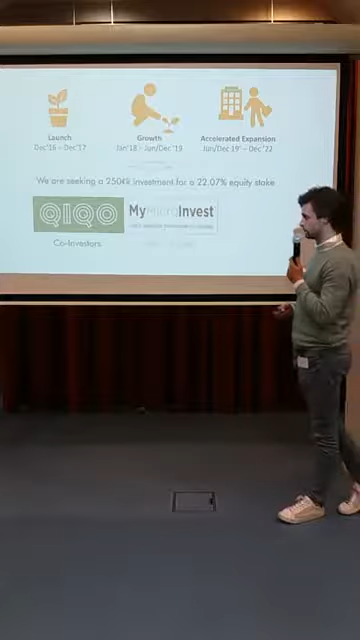 Launch
Dec'16 – Dec'17
Growth
Jan'18 – Jun/Dec '19
Accelerated Expansion
Jun/Dec 19' – Dec '22
We are seeking a 250€k investment for a 22.07% equity stake
QIQO
MyMicroInvest
Co-Investors